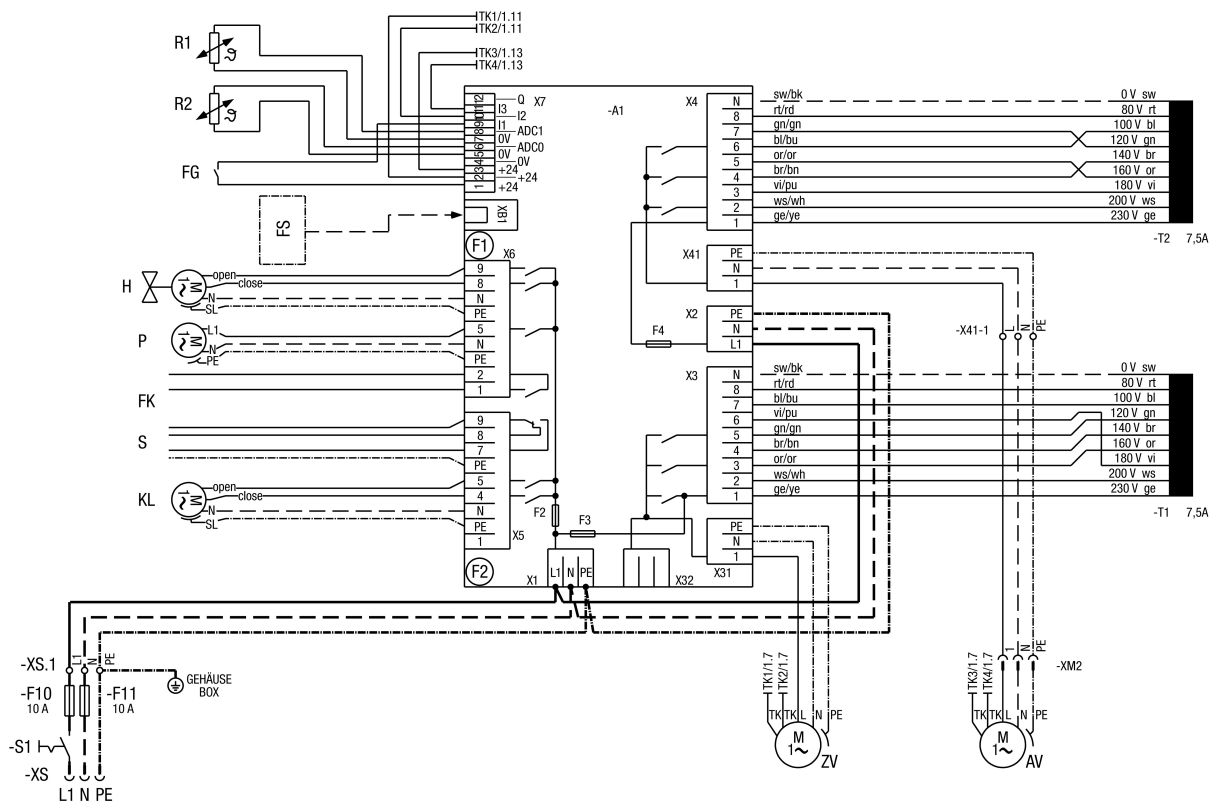 TK1/1.11
TK2/1.11
TK3/1.13
TK4/1.13
R1
ϑ
R2
ϑ
FG
12 Q X7
11 I3
10 I2
9 I1
8 ADC1
7 0V
6 ADC0
5 0V
4 0V
3 +24
2 +24
1 +24
-A1
FS
XB1
F1
X6
H
M
1~
open
close
N
SL
9
8
N
PE
P
M
1~
L1
N
PE
5
N
PE
FK
2
1
S
9
8
7
PE
KL
M
1~
open
close
N
SL
5
4
N
PE
1
X5
F2
F2
F3
F4
X1
L1 N PE
X32
X31
X4
N sw/bk 0 V sw
8 rt/rd 80 V rt
7 gn/gn 100 V bl
6 bl/bu 120 V gn
5 or/or 140 V br
4 br/bn 160 V or
3 vi/pu 180 V vi
2 ws/wh 200 V ws
1 ge/ye 230 V ge
-T2 7,5A
X41
PE
N
1
X2
PE
N
L1
-X41-1
L
N
PE
X3
N sw/bk 0 V sw
8 rt/rd 80 V rt
7 bl/bu 100 V bl
6 vi/pu 120 V gn
5 gn/gn 140 V br
4 br/bn 160 V or
3 or/or 180 V vi
2 ws/wh 200 V ws
1 ge/ye 230 V ge
-T1 7,5A
PE
N
1
-XS.1
L1
N
PE
GEHÄUSE
BOX
-F10
10 A
-F11
10 A
-S1
-XS
L1 N PE
TK1/1.7
TK2/1.7
TK TK L N PE
M
1~
ZV
1
N
PE
-XM2
TK3/1.7
TK4/1.7
TK TK L N PE
M
1~
AV